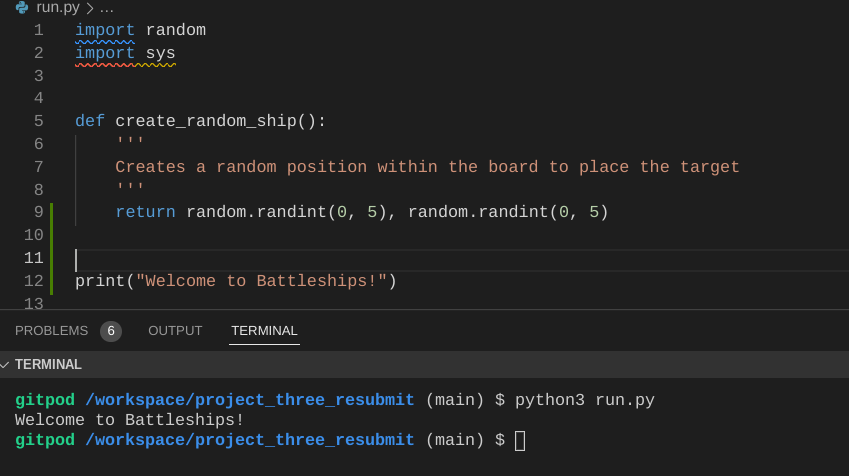 run.py > ...
1 import random
2 import sys
3
4
5 def create_random_ship():
6     '''
7     Creates a random position within the board to place the target
8     '''
9     return random.randint(0, 5), random.randint(0, 5)
10
11
12 print("Welcome to Battleships!")
13
PROBLEMS 6 OUTPUT TERMINAL
TERMINAL
gitpod /workspace/project_three_resubmit (main) $ python3 run.py
Welcome to Battleships!
gitpod /workspace/project_three_resubmit (main) $